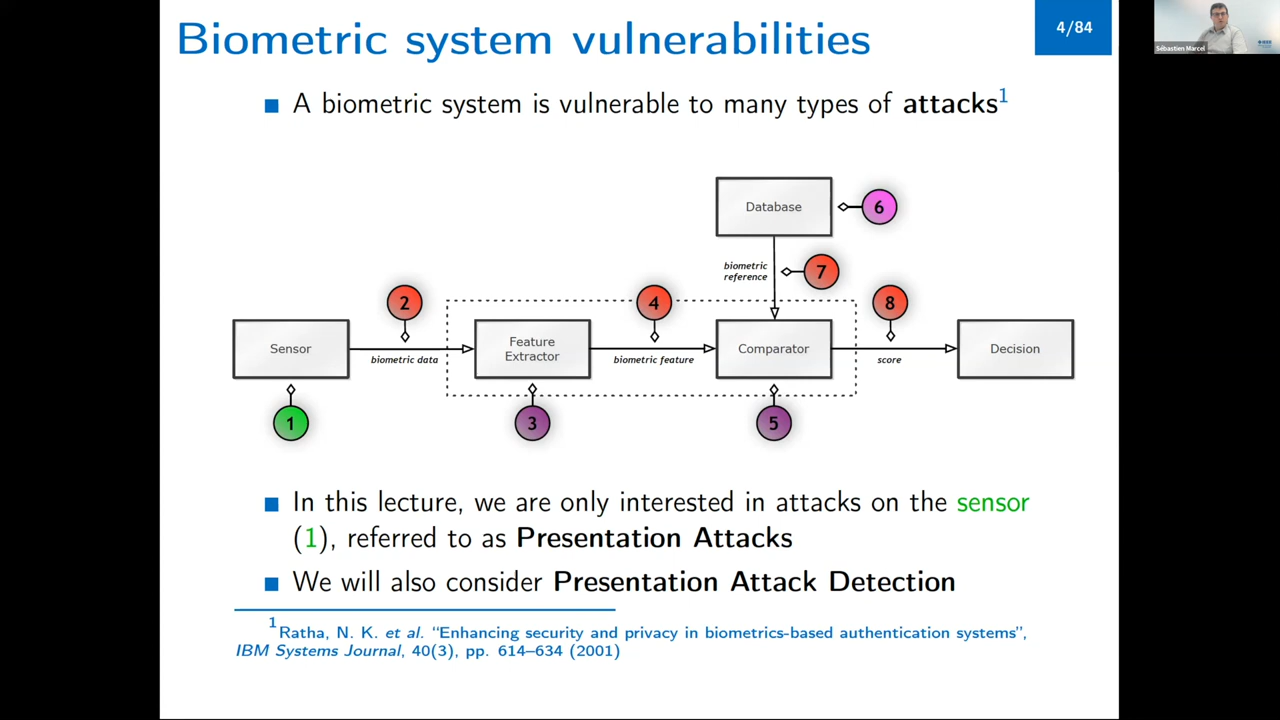 Biometric system vulnerabilities
4/84
Sébastien Marcel
A biometric system is vulnerable to many types of attacks1
Database
6
biometric
reference
7
2
4
8
Sensor
biometric data
Feature
Extractor
biometric feature
Comparator
score
Decision
1
3
5
In this lecture, we are only interested in attacks on the sensor
(1), referred to as Presentation Attacks
We will also consider Presentation Attack Detection
1Ratha, N. K. et al. “Enhancing security and privacy in biometrics-based authentication systems”,
IBM Systems Journal, 40(3), pp. 614–634 (2001)